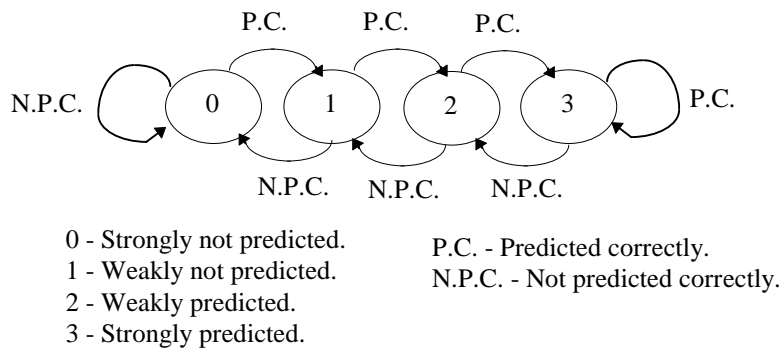 P.C. P.C. P.C.
N.P.C. 0 1 2 3 P.C.
N.P.C. N.P.C. N.P.C.
0 - Strongly not predicted.
1 - Weakly not predicted.
2 - Weakly predicted.
3 - Strongly predicted.
P.C. - Predicted correctly.
N.P.C. - Not predicted correctly.